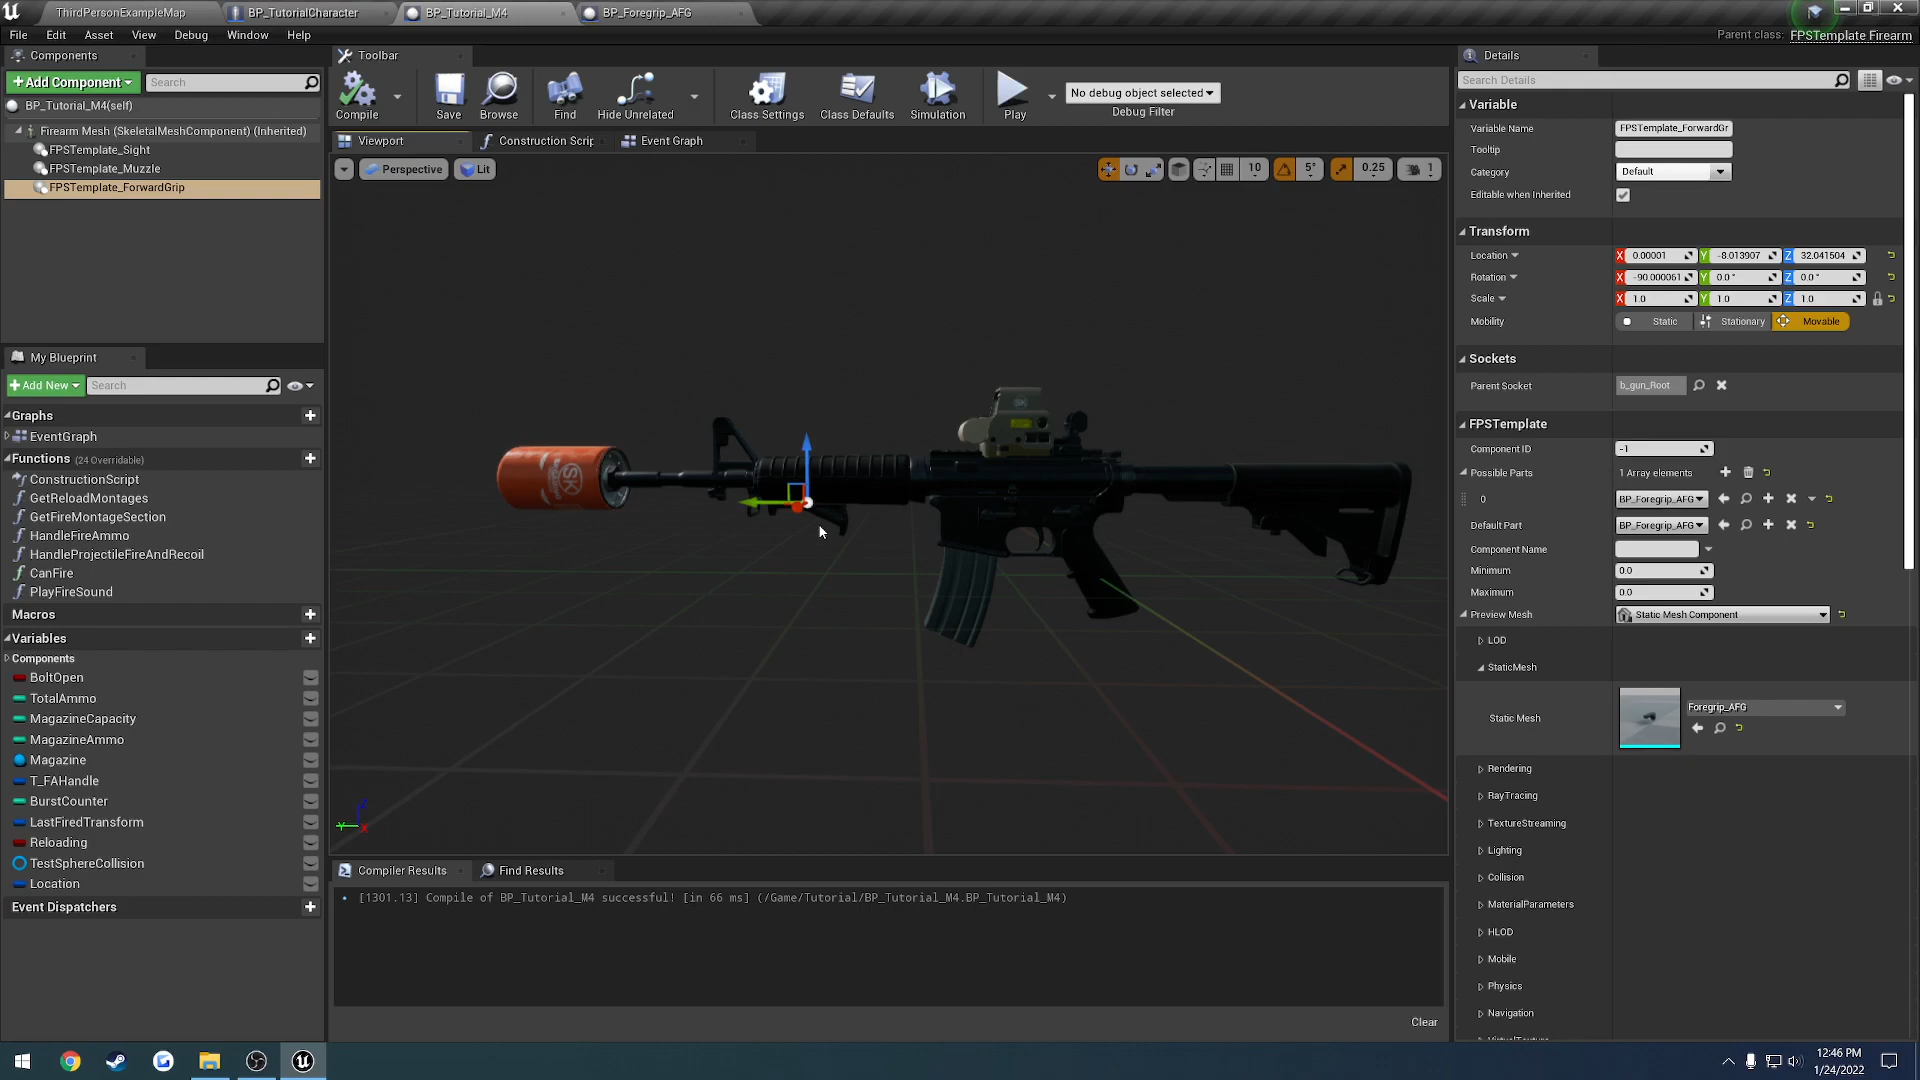 ThirdPersonExampleMap
BP_TutorialCharacter
BP_Tutorial_M4
BP_Foregrip_AFG
File Edit Asset View Debug Window Help
Parent class: FPSTemplate Firearm
Components
Add Component
Search
BP_Tutorial_M4(self)
Firearm Mesh (SkeletalMeshComponent) (Inherited)
FPSTemplate_Sight
FPSTemplate_Muzzle
FPSTemplate_ForwardGrip
My Blueprint
Add New
Search
Graphs
EventGraph
Functions (24 Overridable)
ConstructionScript
GetReloadMontages
GetFireMontageSection
HandleFireAmmo
HandleProjectileFireAndRecoil
CanFire
PlayFireSound
Macros
Variables
Components
BoltOpen
TotalAmmo
MagazineCapacity
MagazineAmmo
Magazine
T_FAHandle
BurstCounter
LastFiredTransform
Reloading
TestSphereCollision
Location
Event Dispatchers
Toolbar
Compile
Save
Browse
Find
Hide Unrelated
Class Settings
Class Defaults
Simulation
Play
No debug object selected
Debug Filter
Viewport
Construction Scrip
Event Graph
Perspective
Lit
10
5°
0.25
1
SK
Z
Y
X
Compiler Results
Find Results
[1301.13] Compile of BP_Tutorial_M4 successful! [in 66 ms] (/Game/Tutorial/BP_Tutorial_M4.BP_Tutorial_M4)
Clear
Details
Search Details
Variable
Variable Name FPSTemplate_ForwardGr
Tooltip
Category Default
Editable when Inherited
Transform
Location X 0.00001 Y -8.013907 Z 32.041504
Rotation X -90.000061 Y 0.0 ° Z 0.0 °
Scale X 1.0 Y 1.0 Z 1.0
Mobility Static Stationary Movable
Sockets
Parent Socket b_gun_Root
FPSTemplate
Component ID -1
Possible Parts 1 Array elements
0 BP_Foregrip_AFG
Default Part BP_Foregrip_AFG
Component Name
Minimum 0.0
Maximum 0.0
Preview Mesh Static Mesh Component
LOD
StaticMesh
Static Mesh Foregrip_AFG
Rendering
RayTracing
TextureStreaming
Lighting
Collision
MaterialParameters
HLOD
Mobile
Physics
Navigation
VirtualTexture
12:46 PM
1/24/2022